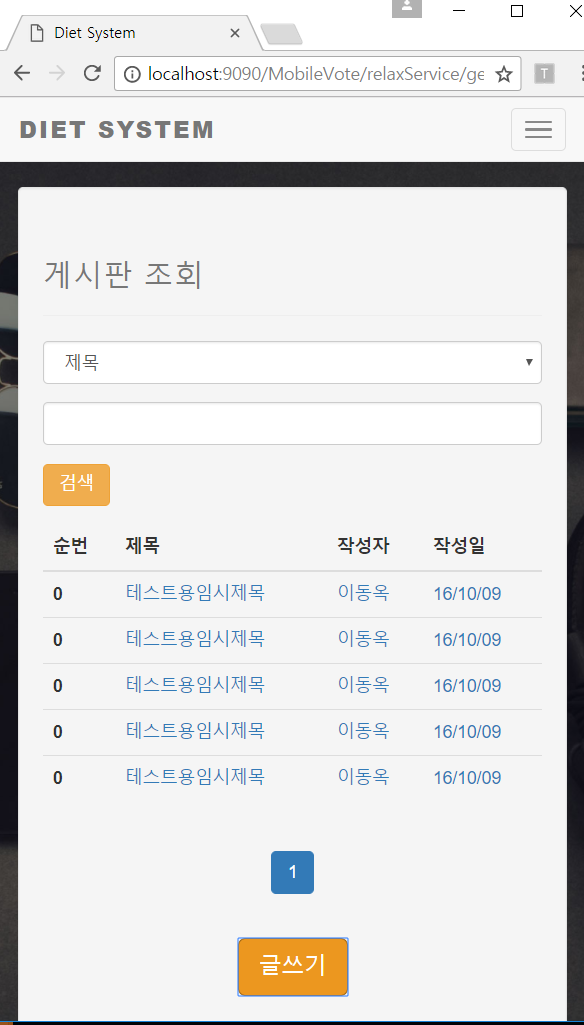 Diet System
localhost:9090/MobileVote/relaxService/ge
T
DIET SYSTEM
게시판 조회
제목
검색
순번 제목 작성자 작성일
0 테스트용임시제목 이동옥 16/10/09
0 테스트용임시제목 이동옥 16/10/09
0 테스트용임시제목 이동옥 16/10/09
0 테스트용임시제목 이동옥 16/10/09
0 테스트용임시제목 이동옥 16/10/09
1
글쓰기